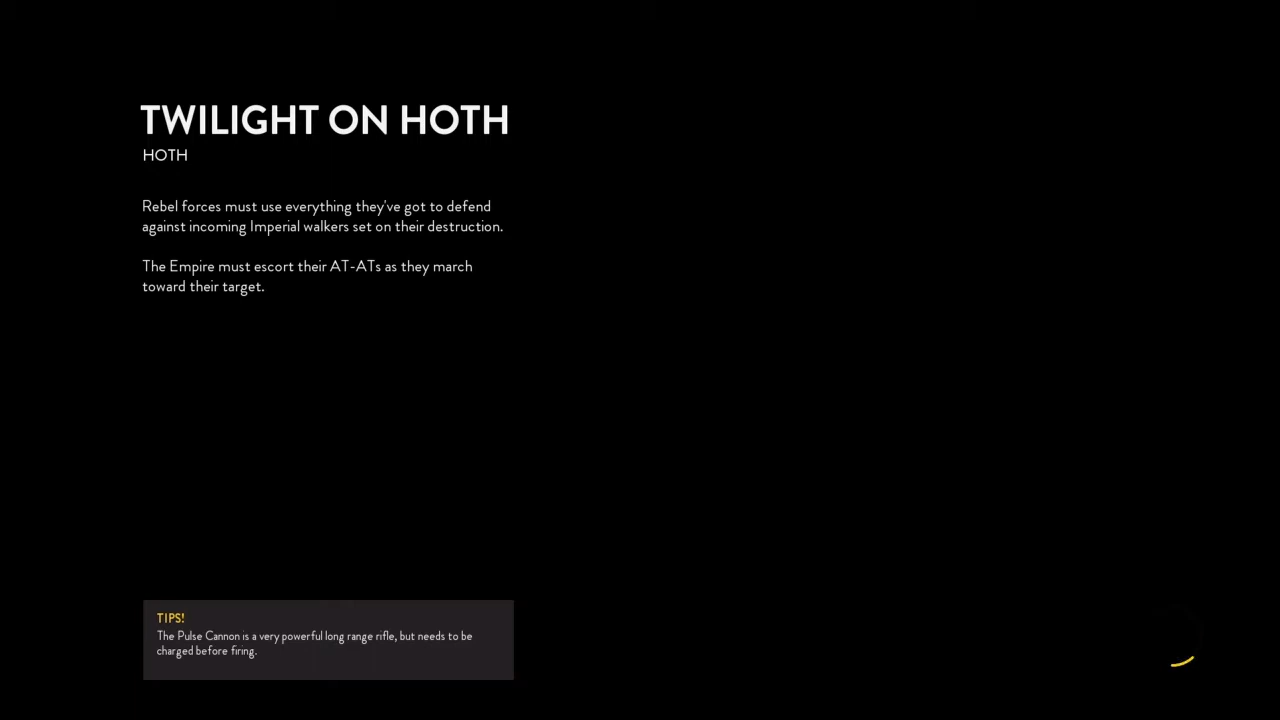 TWILIGHT ON HOTH
HOTH
Rebel forces must use everything they've got to defend
against incoming Imperial walkers set on their destruction.
The Empire must escort their AT-ATs as they march
toward their target.
TIPS!
The Pulse Cannon is a very powerful long range rifle, but needs to be
charged before firing.